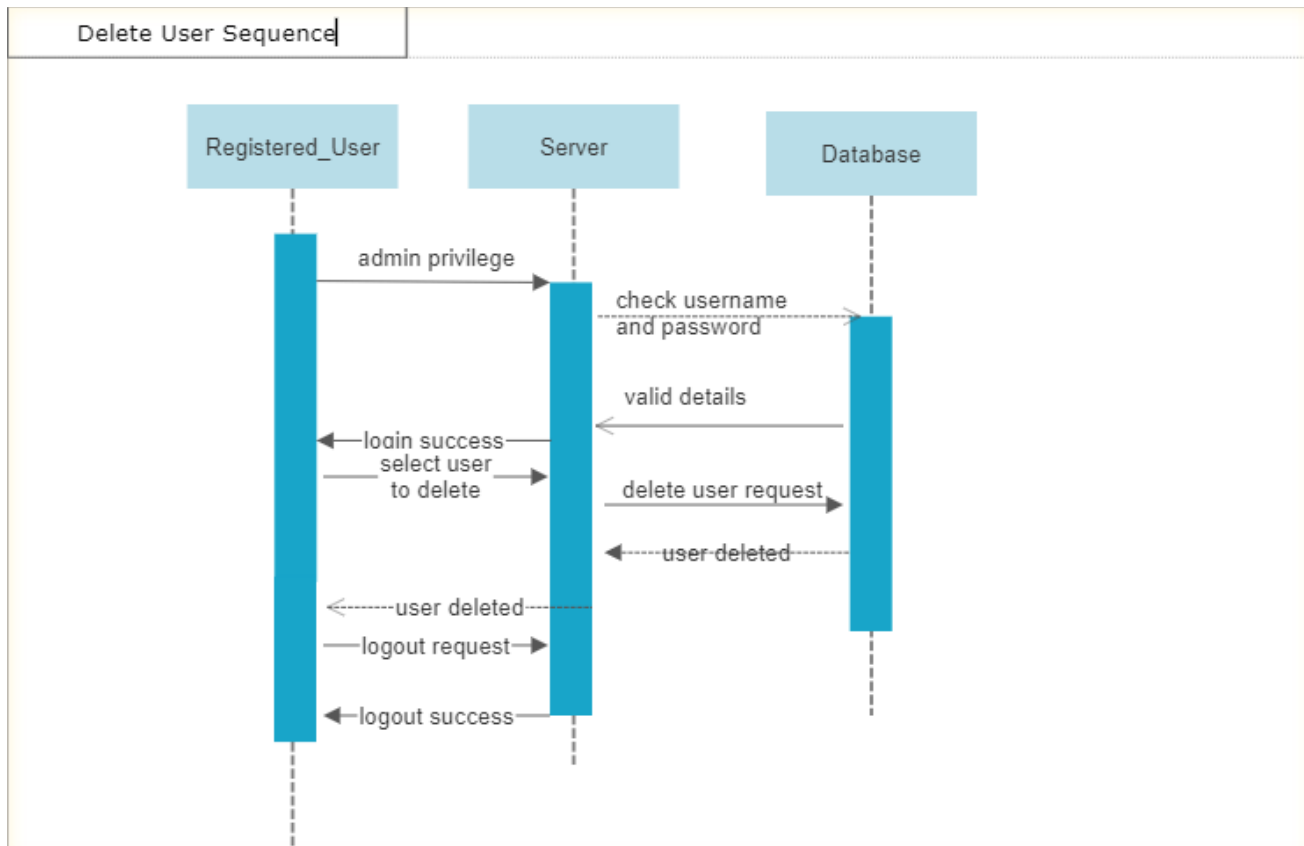 Delete User Sequence
Registered_User
Server
Database
admin privilege
check username
and password
valid details
login success
select user
to delete
delete user request
user deleted
user deleted
logout request
logout success